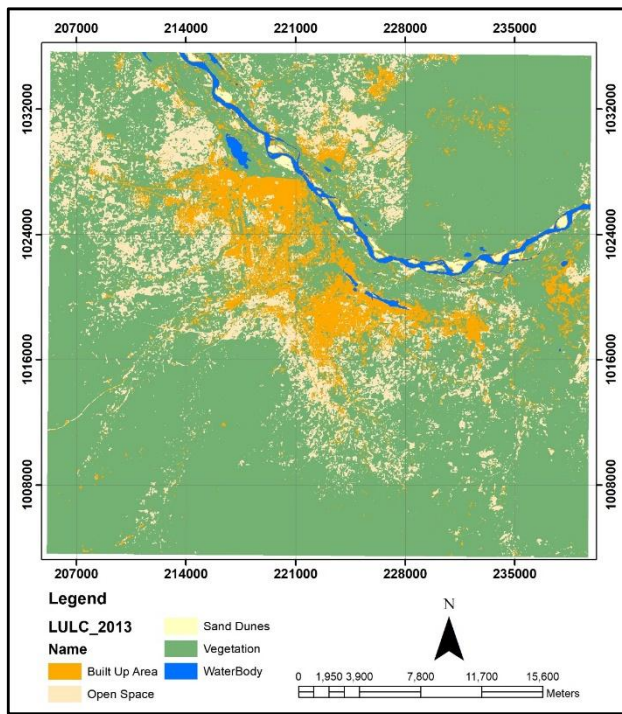 207000 214000 221000 228000 235000
1032000 1032000
1024000 1024000
1016000 1016000
1008000 1008000
207000 214000 221000 228000 235000
Legend
LULC_2013
Name
Built Up Area
Open Space
Sand Dunes
Vegetation
WaterBody
N
0 1,950 3,900 7,800 11,700 15,600
Meters